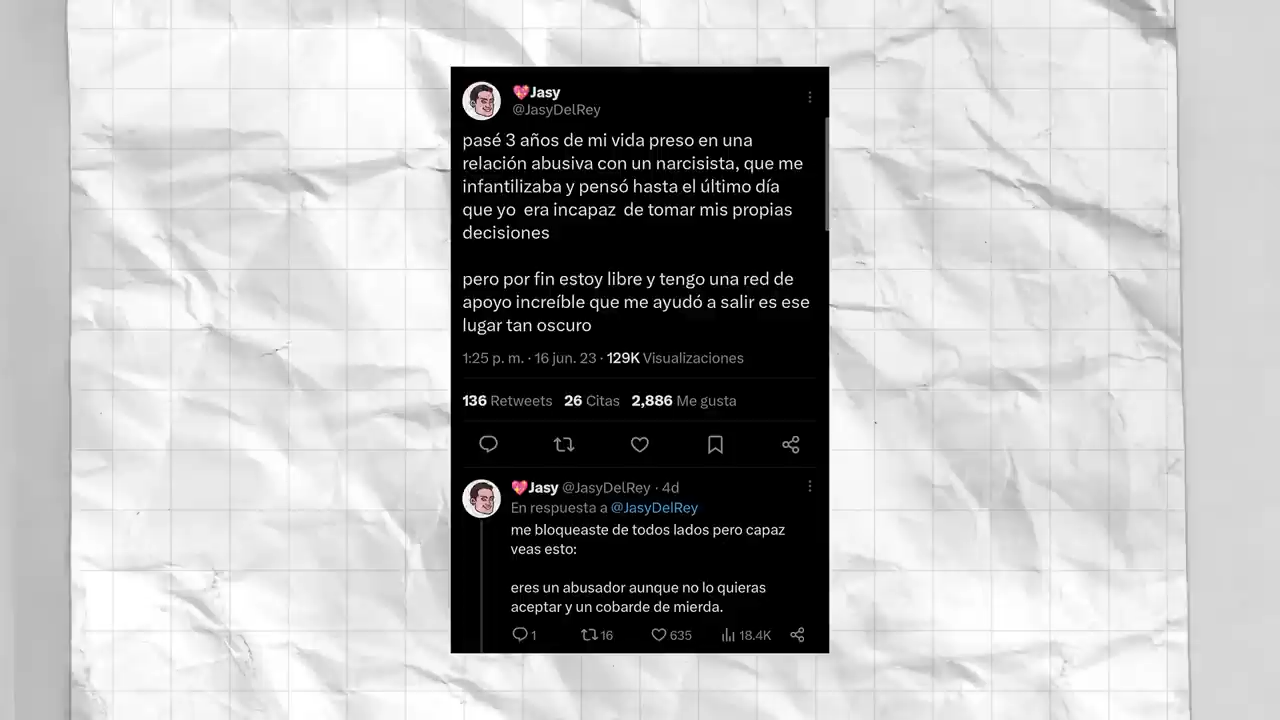 💖Jasy
@JasyDelRey
pasé 3 años de mi vida preso en una
relación abusiva con un narcisista, que me
infantilizaba y pensó hasta el último día
que yo  era incapaz  de tomar mis propias
decisiones
pero por fin estoy libre y tengo una red de
apoyo increíble que me ayudó a salir es ese
lugar tan oscuro
1:25 p. m. · 16 jun. 23 · 129K Visualizaciones
136 Retweets 26 Citas 2,886 Me gusta
💖Jasy @JasyDelRey · 4d
En respuesta a @JasyDelRey
me bloqueaste de todos lados pero capaz
veas esto:
eres un abusador aunque no lo quieras
aceptar y un cobarde de mierda.
1 16 635 18.4K